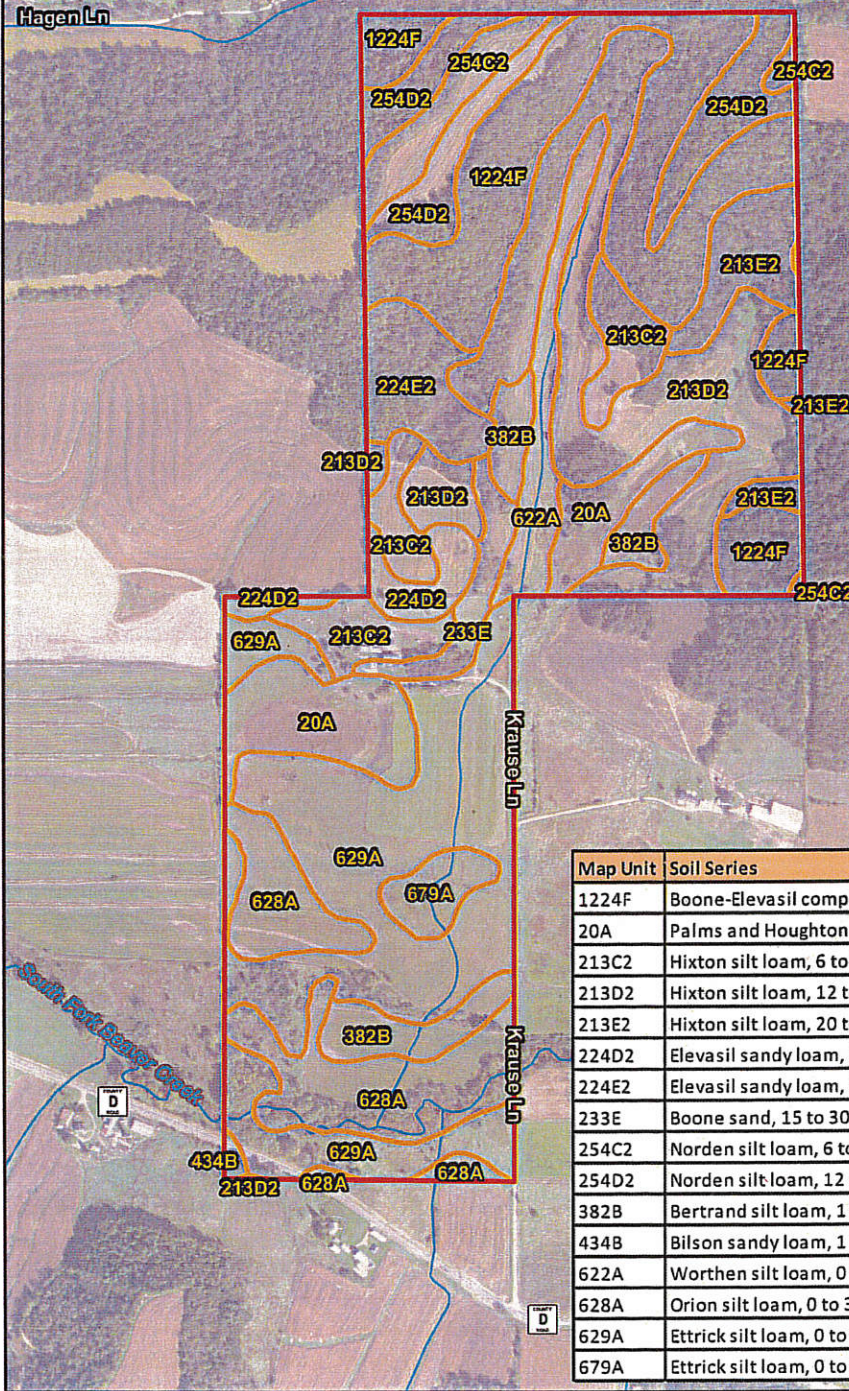 Hagen Ln
1224F
254C2
254C2
254D2
254D2
1224F
254D2
213E2
213C2
1224F
224E2
213D2
213E2
382B
213D2
213D2
213E2
622A
20A
213C2
382B
1224F
224D2
224D2
254C2
629A
213C2
233E
20A
Krause Ln
629A
679A
628A
South Fork Beaver Creek
382B
Krause Ln
COUNTY
D
ROAD
628A
629A
434B
213D2
628A
628A
COUNTY
D
ROAD
Map Unit Soil Series
1224F Boone-Elevasil comp
20A Palms and Houghton
213C2 Hixton silt loam, 6 to
213D2 Hixton silt loam, 12 t
213E2 Hixton silt loam, 20 t
224D2 Elevasil sandy loam,
224E2 Elevasil sandy loam,
233E Boone sand, 15 to 30
254C2 Norden silt loam, 6 to
254D2 Norden silt loam, 12
382B Bertrand silt loam, 1
434B Bilson sandy loam, 1
622A Worthen silt loam, 0
628A Orion silt loam, 0 to 3
629A Ettrick silt loam, 0 to
679A Ettrick silt loam, 0 to